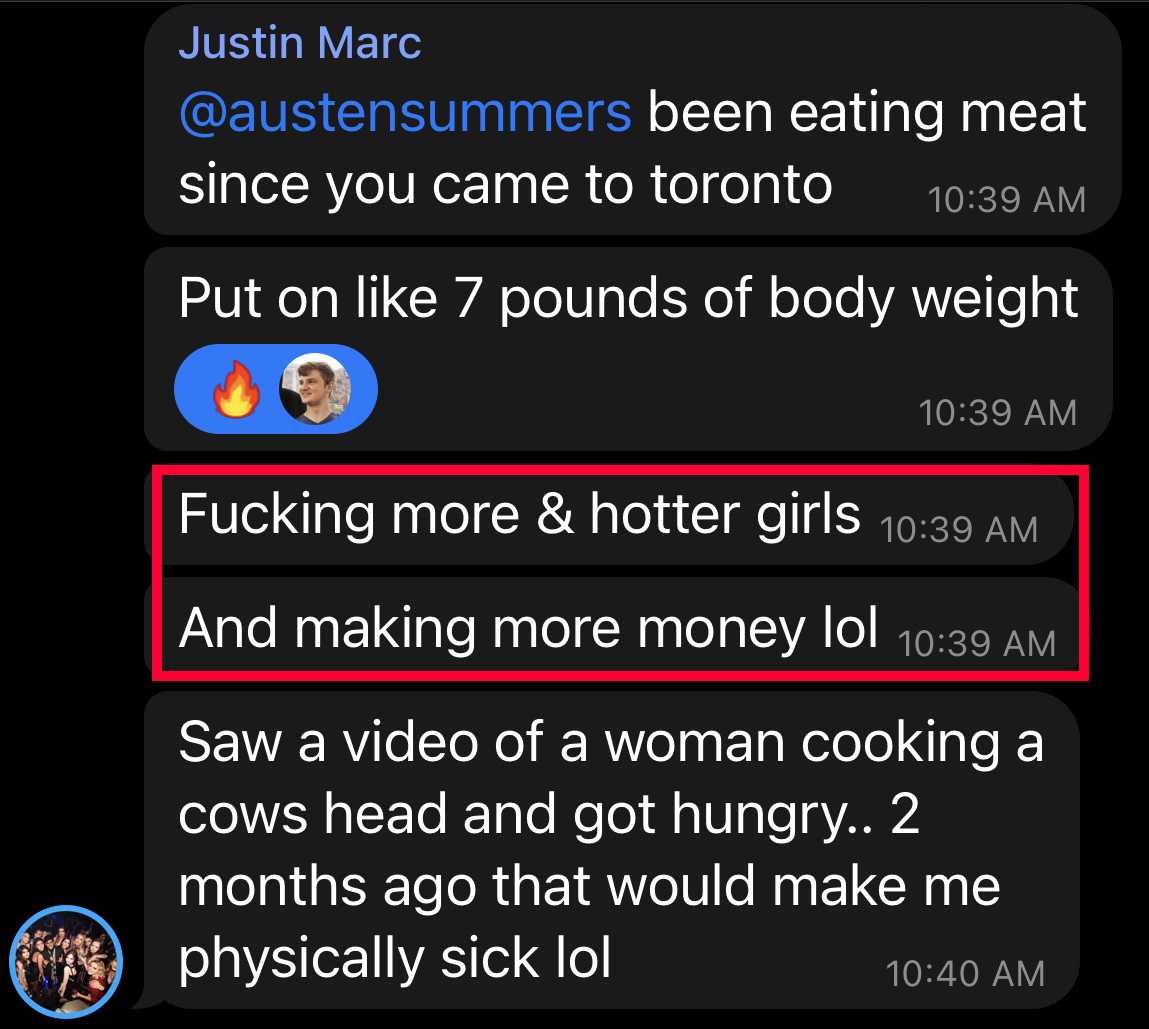 Justin Marc
@austensummers been eating meat
since you came to toronto 10:39 AM
Put on like 7 pounds of body weight
10:39 AM
Fucking more & hotter girls 10:39 AM
And making more money lol 10:39 AM
Saw a video of a woman cooking a
cows head and got hungry.. 2
months ago that would make me
physically sick lol 10:40 AM